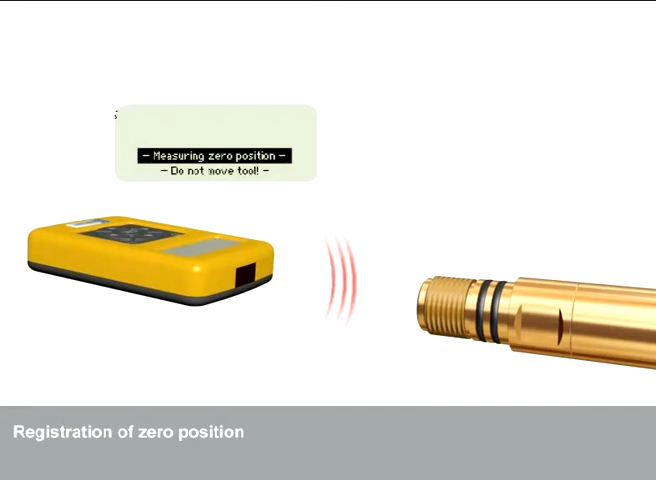 – Measuring zero position –
– Do not move tool! –
Registration of zero position